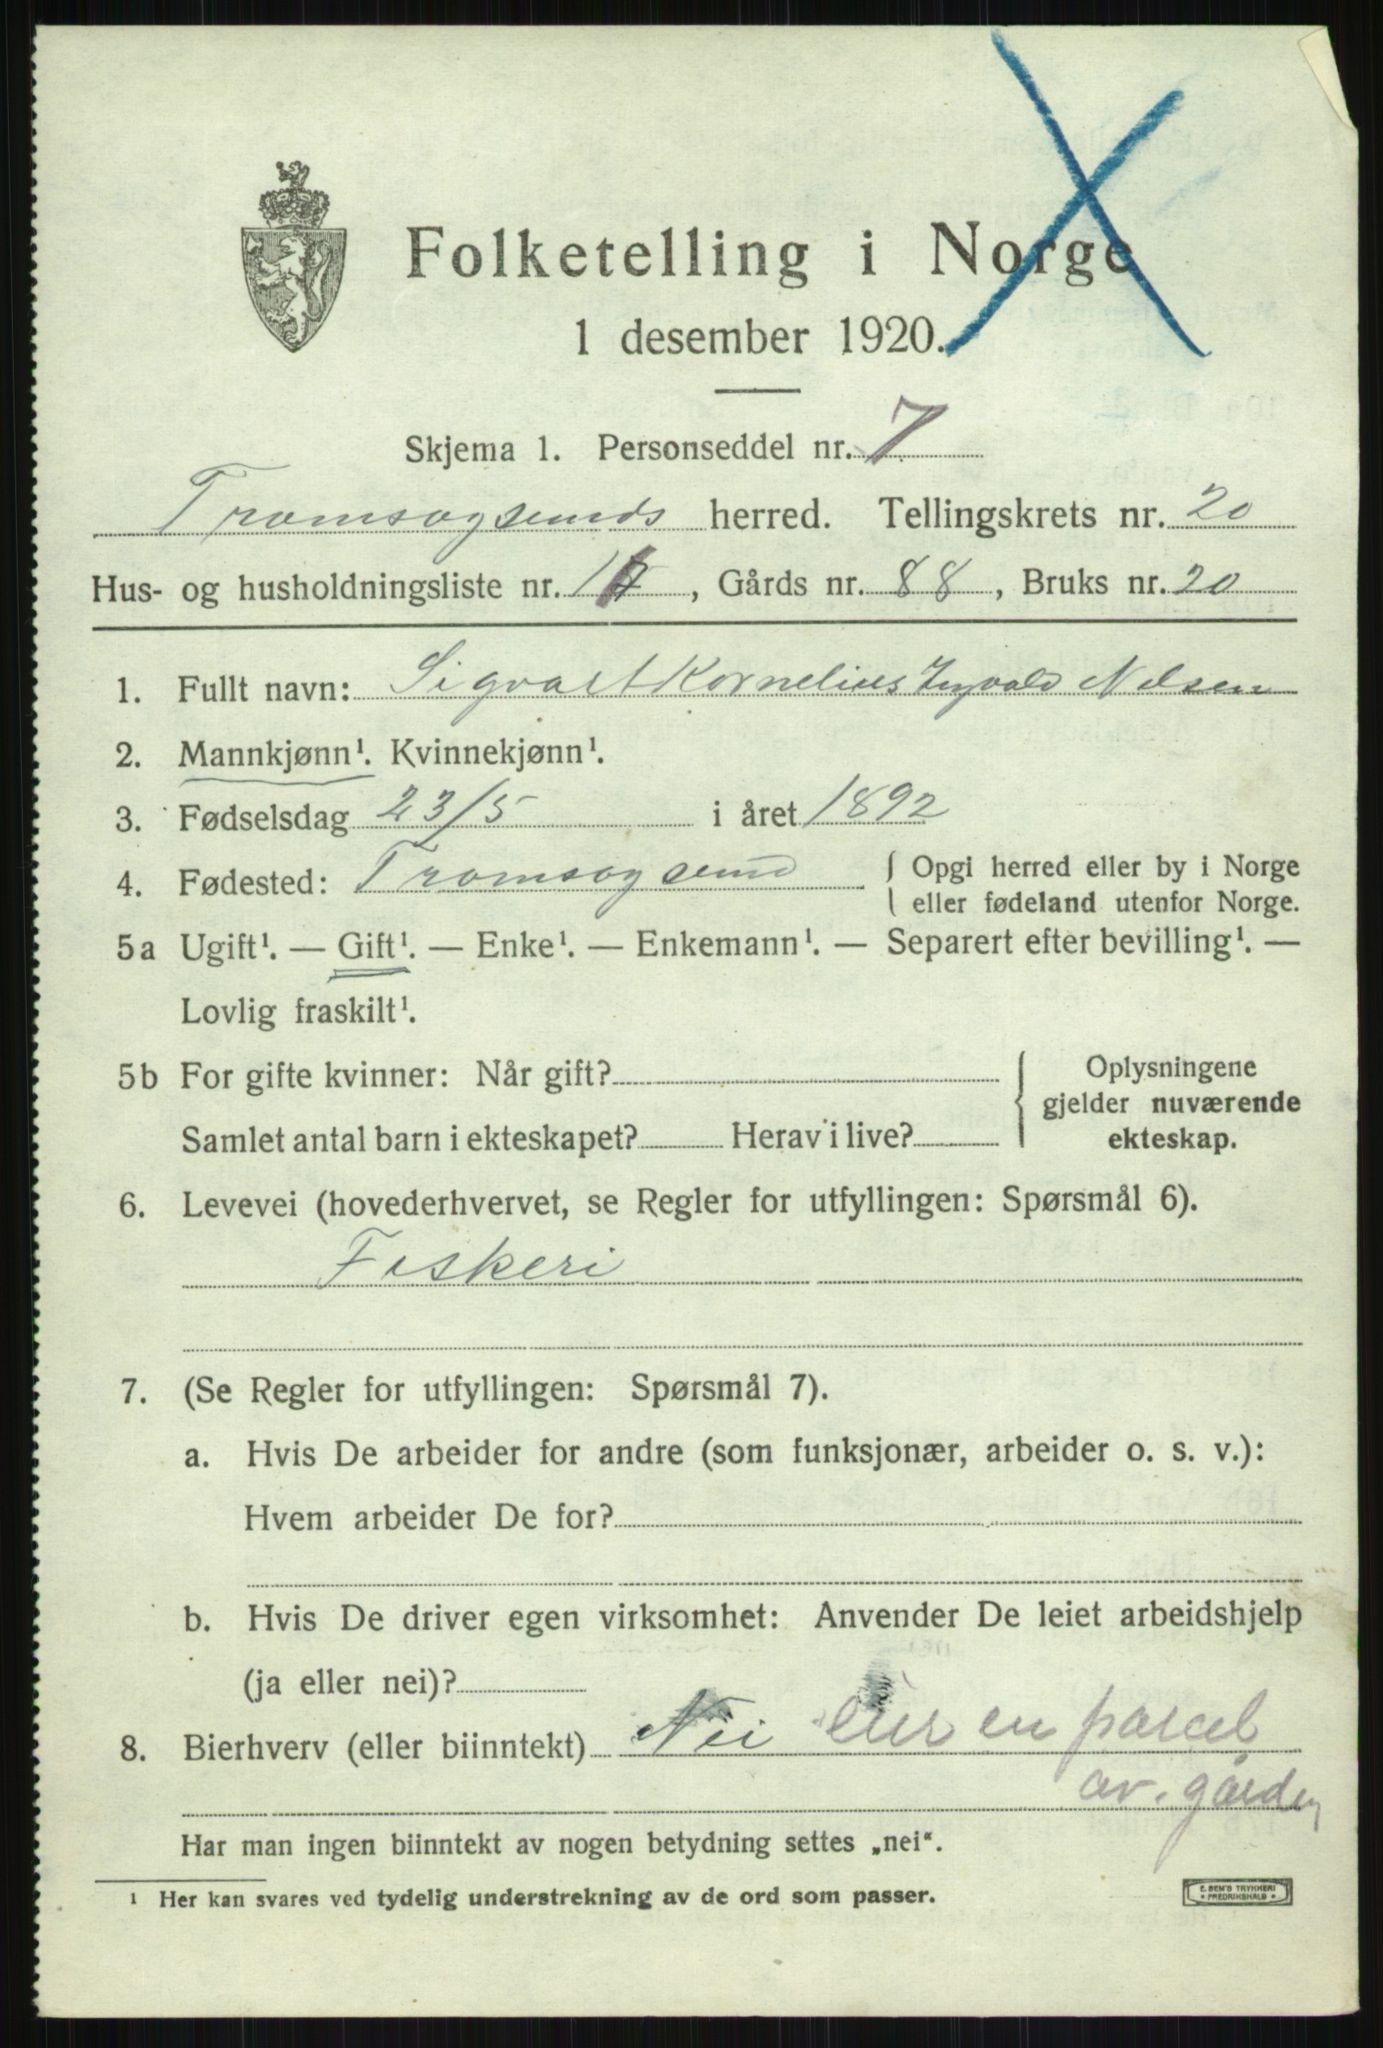 Folketelling i Norge
1 desember 1920.
Skjema 1. Personseddel nr. 7
Tromsøysunds herred. Tellingskrets nr. 20
Hus- og husholdningsliste nr. , Gårds nr. 88, Bruks nr. 20
1. Fullt navn: Sigvart Kornelius Ingvald Nilsen
2. Mannkjønn¹. Kvinnekjønn¹.
3. Fødselsdag 23/5 i året 1892
4. Fødested: Tromsøysund { Opgi herred eller by i Norge
eller fødeland utenfor Norge.
5a Ugift¹. — Gift¹. — Enke¹. — Enkemann¹. — Separert efter bevilling¹. —
Lovlig fraskilt¹.
5b For gifte kvinner: Når gift? { Oplysningene
gjelder nuværende
Samlet antal barn i ekteskapet? Herav i live? ekteskap.
6. Levevei (hovederhvervet, se Regler for utfyllingen: Spørsmål 6).
Fiskeri
7. (Se Regler for utfyllingen: Spørsmål 7).
a. Hvis De arbeider for andre (som funksjonær, arbeider o. s. v.):
Hvem arbeider De for?
b. Hvis De driver egen virksomhet: Anvender De leiet arbeidshjelp
(ja eller nei)?
8. Bierhverv (eller biinntekt) Nei eier en parcel
av. gården
Har man ingen biinntekt av nogen betydning settes „nei“.
¹ Her kan svares ved tydelig understrekning av de ord som passer.
E. SEM'S TRYKKERI
• FREDRIKSHALD •